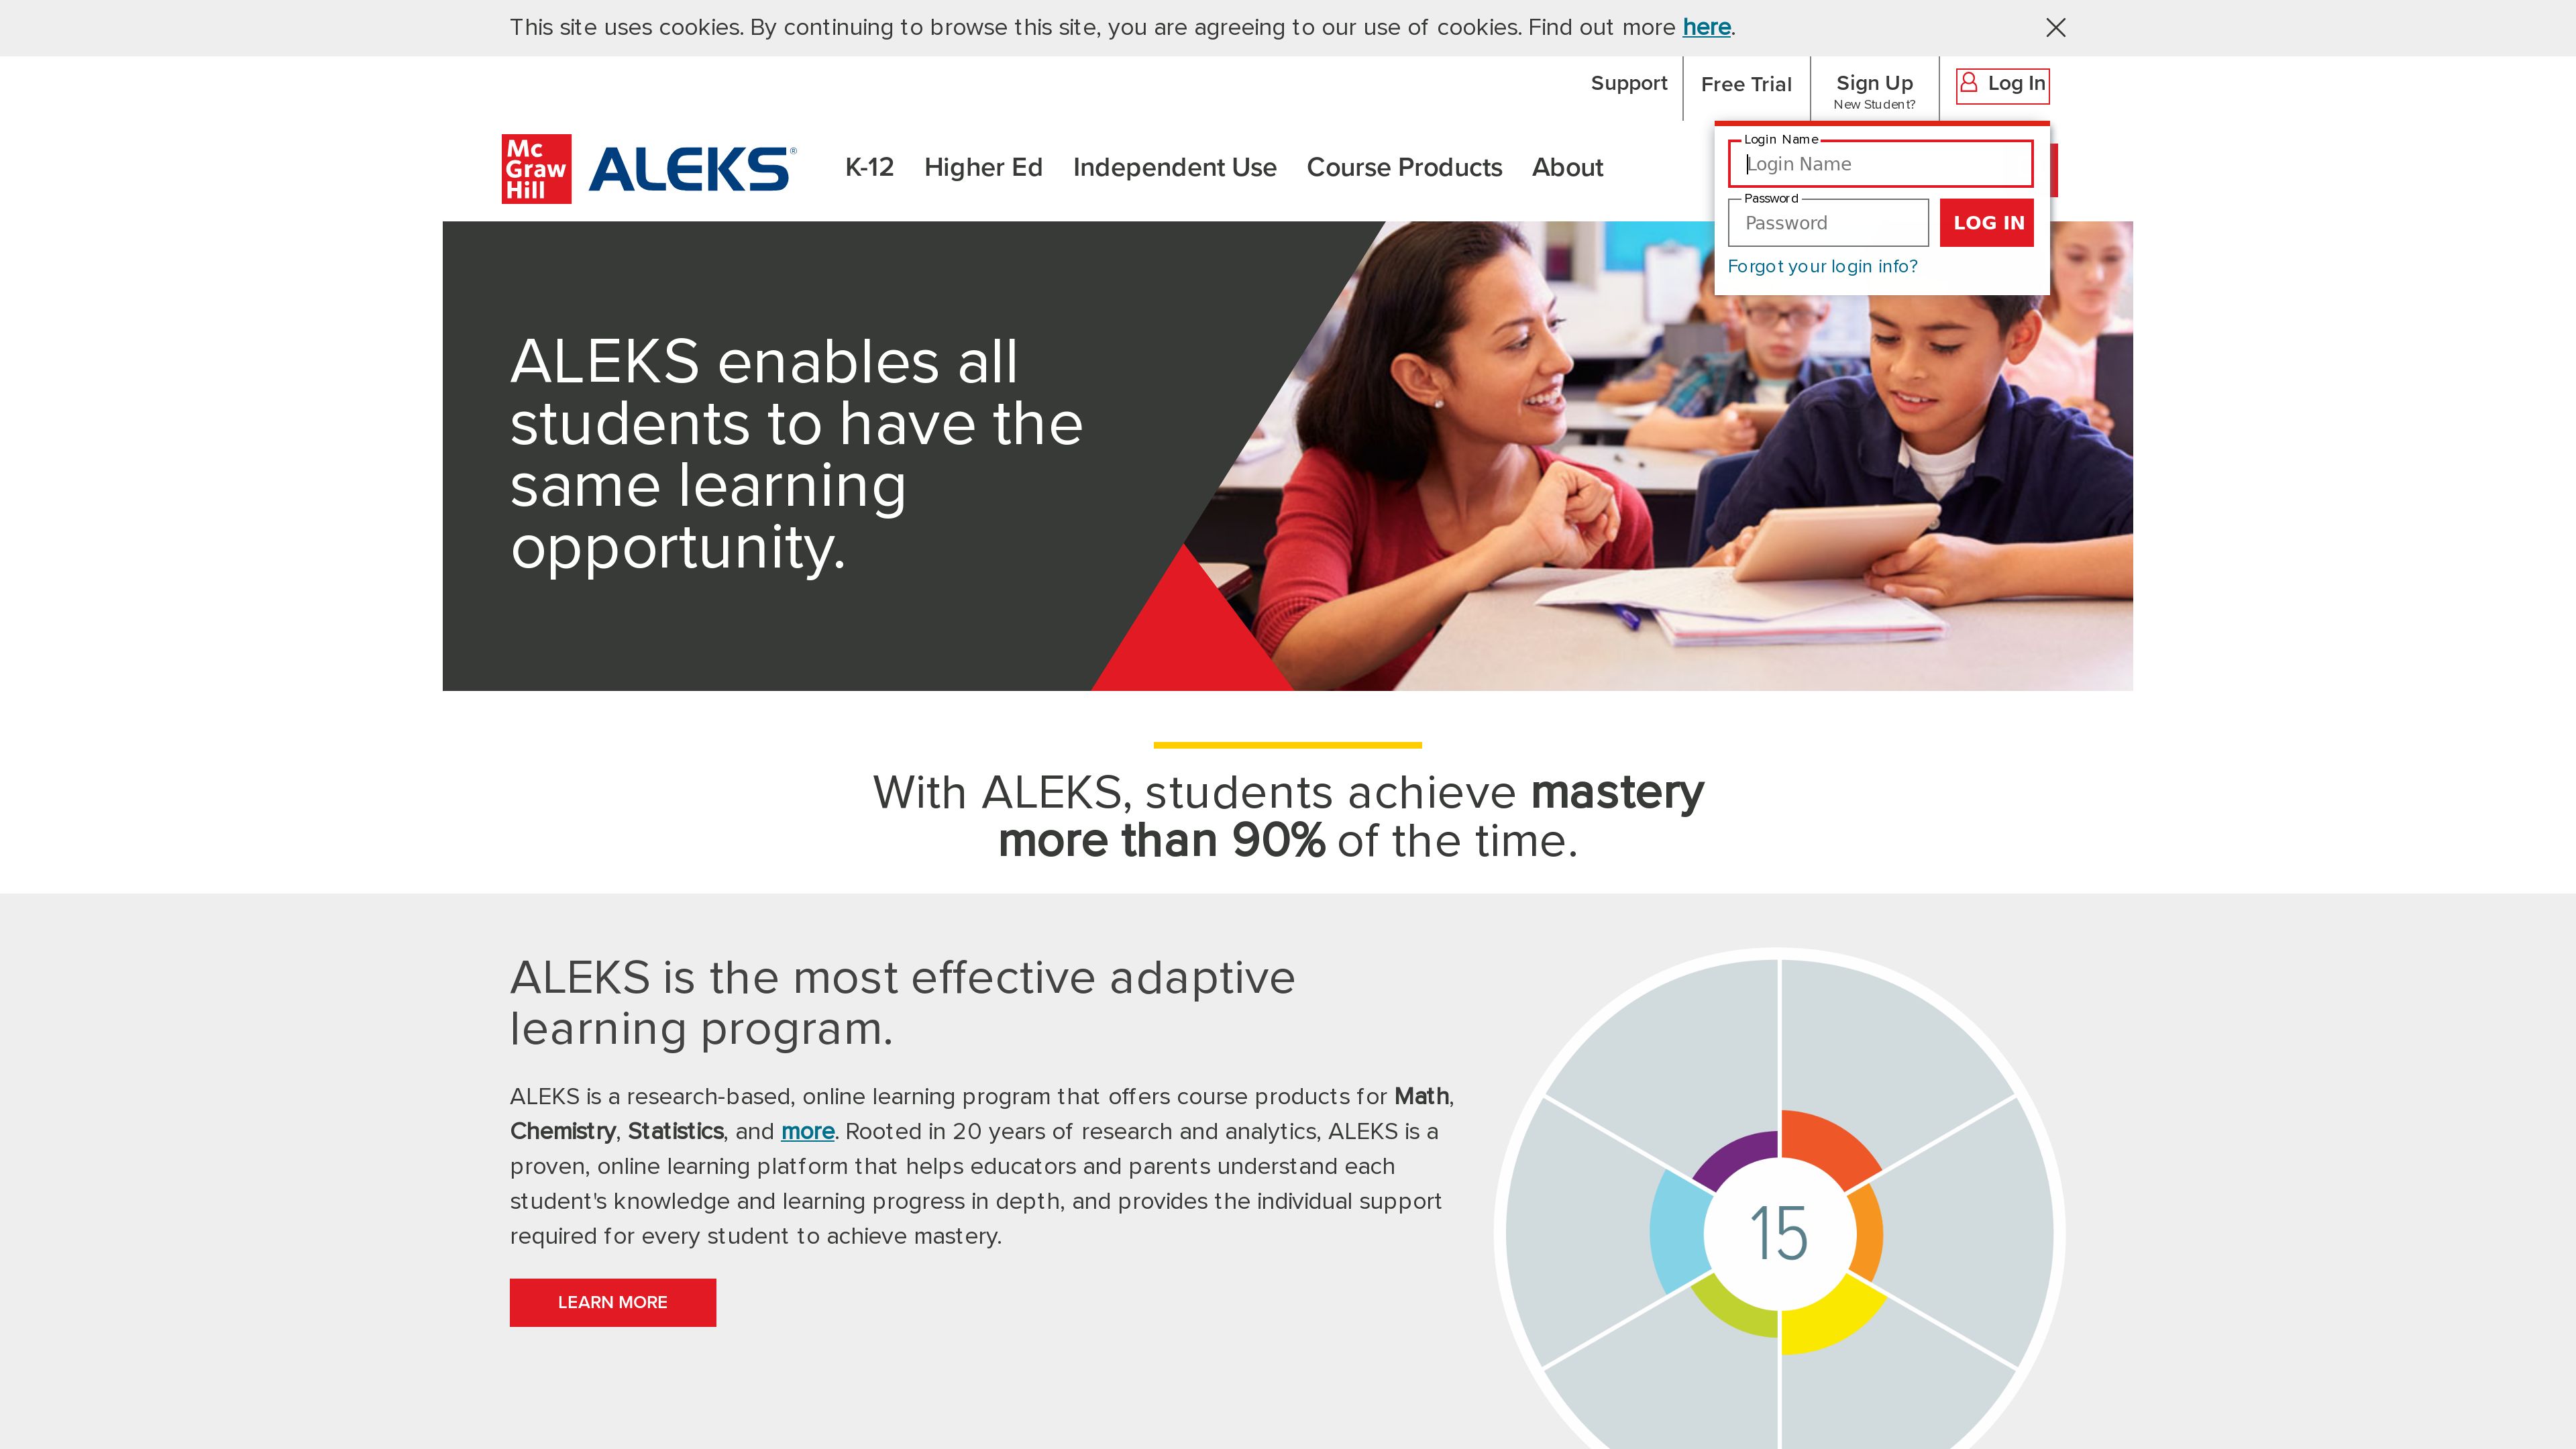 This site uses cookies. By continuing to browse this site, you are agreeing to our use of cookies. Find out more here.
Support
Free Trial
Sign Up
New Student?
Log In
Mc
Graw
Hill
ALEKS®
K-12
Higher Ed
Independent Use
Course Products
About
Login Name
Login Name
Password
Password
LOG IN
Forgot your login info?
ALEKS enables all
students to have the
same learning
opportunity.
With ALEKS, students achieve mastery
more than 90% of the time.
ALEKS is the most effective adaptive
learning program.
ALEKS is a research-based, online learning program that offers course products for Math,
Chemistry, Statistics, and more. Rooted in 20 years of research and analytics, ALEKS is a
proven, online learning platform that helps educators and parents understand each
student's knowledge and learning progress in depth, and provides the individual support
required for every student to achieve mastery.
LEARN MORE
15